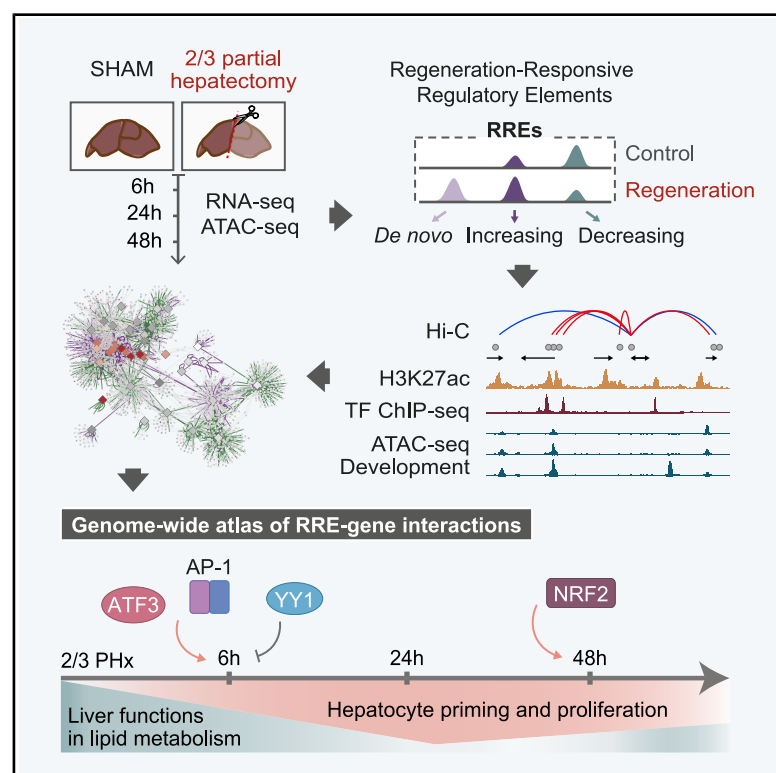 SHAM
2/3 partial
hepatectomy
6h
24h
48h
RNA-seq
ATAC-seq
Regeneration-Responsive
Regulatory Elements
RREs
Control
Regeneration
De novo Increasing Decreasing
Hi-C
H3K27ac
TF ChIP-seq
ATAC-seq
Development
Genome-wide atlas of RRE-gene interactions
ATF3
AP-1
YY1
NRF2
2/3 PHx
6h
24h
48h
Liver functions
in lipid metabolism
Hepatocyte priming and proliferation